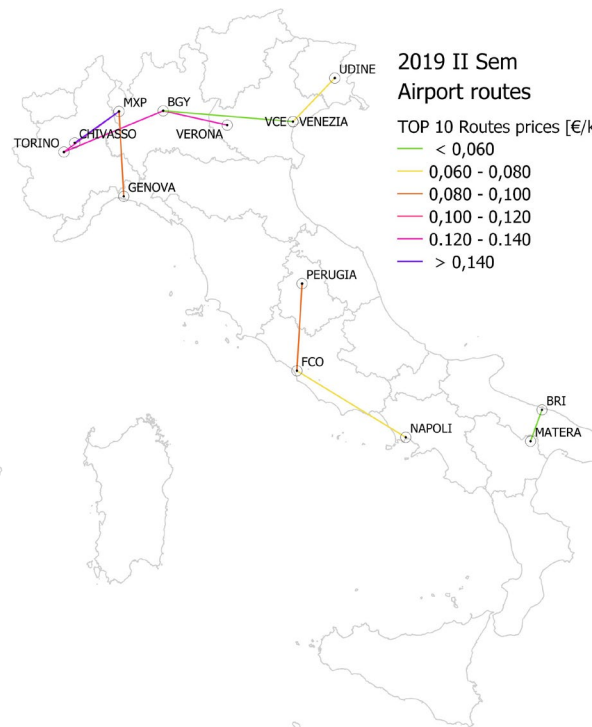 2019 II Sem
Airport routes
TOP 10 Routes prices [€/k
< 0,060
0,060 - 0,080
0,080 - 0,100
0,100 - 0,120
0.120 - 0.140
> 0,140
UDINE
MXP
BGY
VCE
VENEZIA
VERONA
CHIVASSO
TORINO
GENOVA
PERUGIA
FCO
NAPOLI
BRI
MATERA